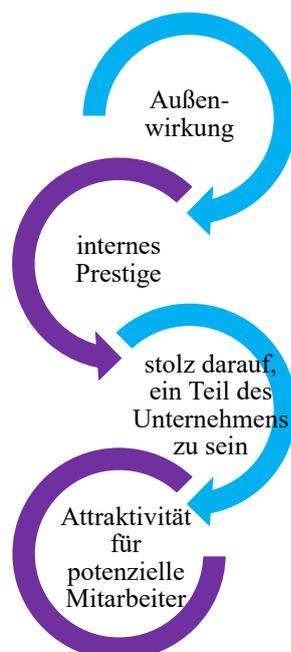 Außen-
wirkung
internes
Prestige
stolz darauf,
ein Teil des
Unternehmens
zu sein
Attraktivität
für
potenzielle
Mitarbeiter